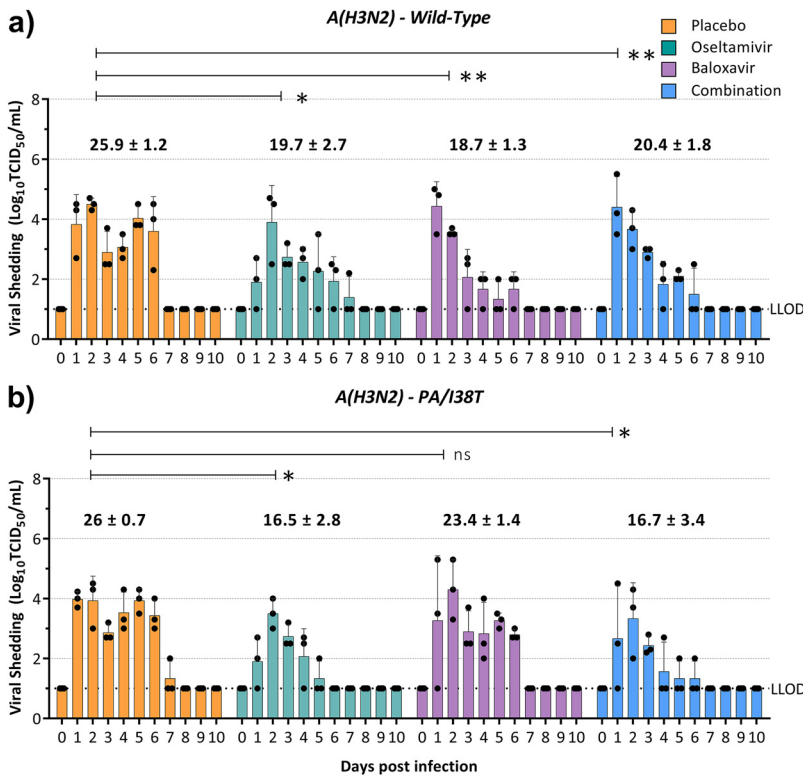 a)
A(H3N2) - Wild-Type
Placebo
Oseltamivir
Baloxavir
Combination
**
**
*
Viral Shedding (Log10TCID50/mL)
8
6
4
2
0
25.9 ± 1.2
19.7 ± 2.7
18.7 ± 1.3
20.4 ± 1.8
LLOD
0 1 2 3 4 5 6 7 8 9 10 0 1 2 3 4 5 6 7 8 9 10 0 1 2 3 4 5 6 7 8 9 10 0 1 2 3 4 5 6 7 8 9 10
b)
A(H3N2) - PA/I38T
*
ns
*
Viral Shedding (Log10TCID50/mL)
8
6
4
2
0
26 ± 0.7
16.5 ± 2.8
23.4 ± 1.4
16.7 ± 3.4
LLOD
0 1 2 3 4 5 6 7 8 9 10 0 1 2 3 4 5 6 7 8 9 10 0 1 2 3 4 5 6 7 8 9 10 0 1 2 3 4 5 6 7 8 9 10
Days post infection